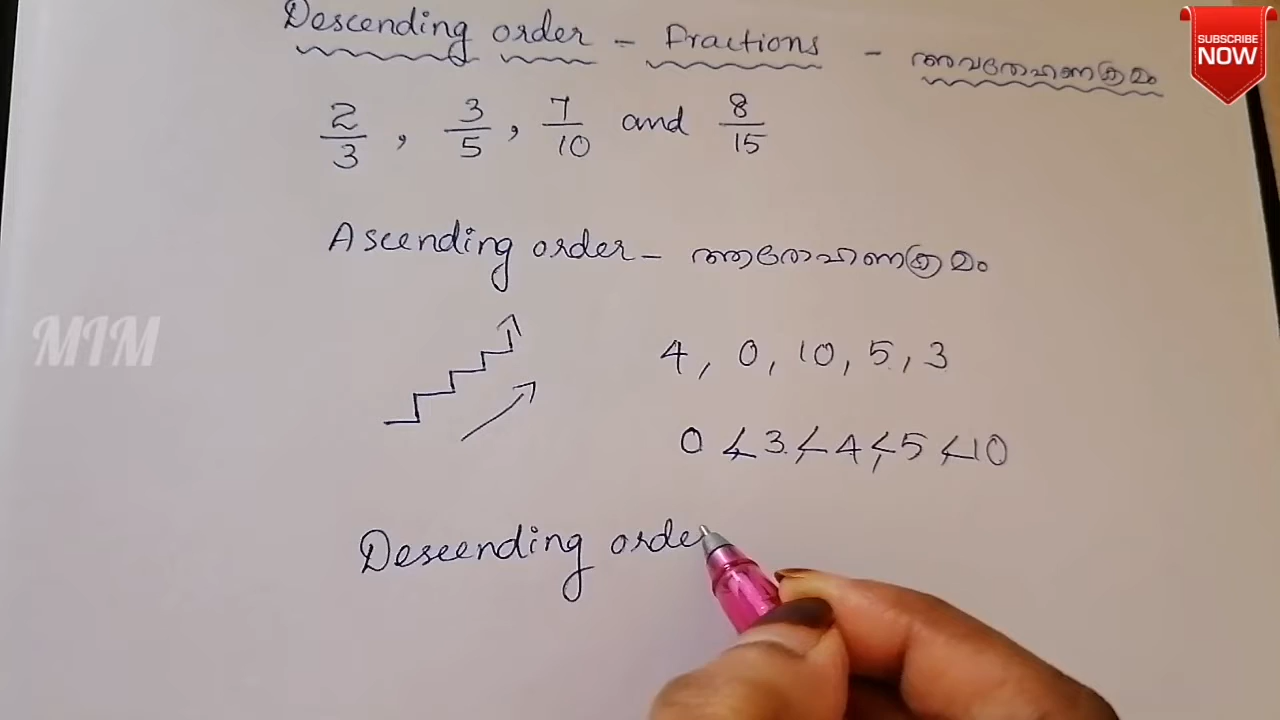 Descending order - Fractions - അവരോഹണക്രമം
SUBSCRIBE
NOW
2/3, 3/5, 7/10 and 8/15
Ascending order - ആരോഹണക്രമം
MIM
4, 0, 10, 5, 3
0 < 3 < 4 < 5 < 10
Descending order